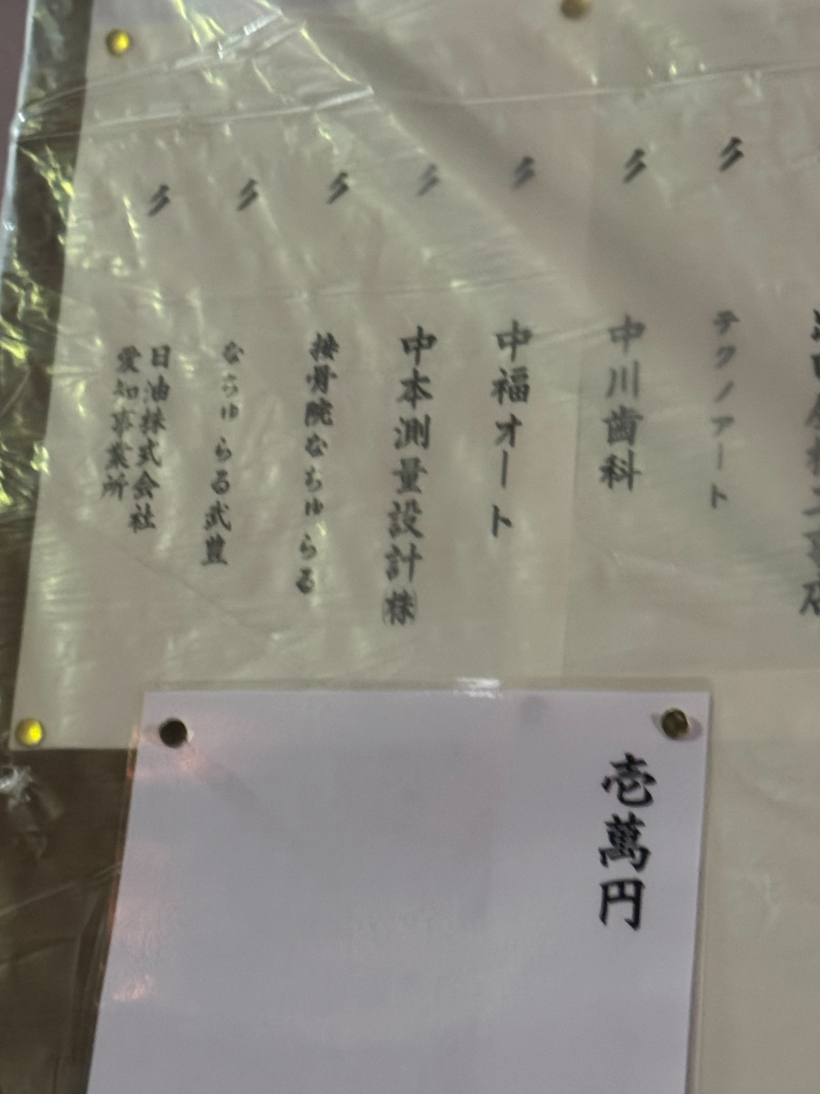 〃 テクノアート
〃 中川歯科
〃 中福オート
〃 中本測量設計㈱
〃 接骨院なちゅらる
〃 なちゅらる武豊
〃 日油株式会社
愛知事業所
壱萬円